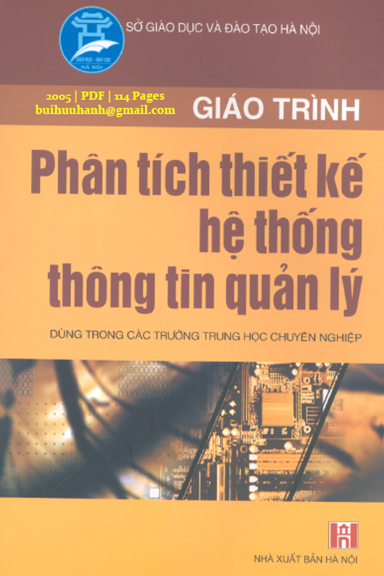 SỞ GIÁO DỤC VÀ ĐÀO TẠO HÀ NỘI
HÀ NỘI
2005 | PDF | 114 Pages
buihuuhanh@gmail.com
GIÁO TRÌNH
Phân tích thiết kế
hệ thống
thông tin quản lý
DÙNG TRONG CÁC TRƯỜNG TRUNG HỌC CHUYÊN NGHIỆP
NHÀ XUẤT BẢN HÀ NỘI